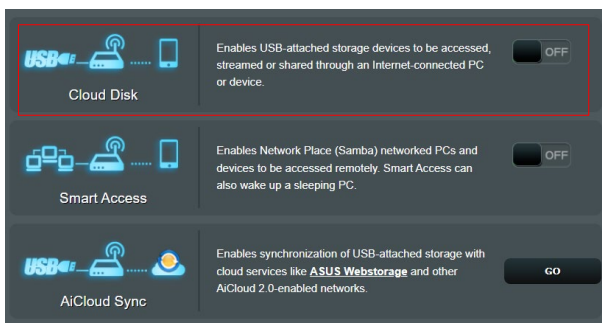 Enables USB-attached storage devices to be accessed,
streamed or shared through an Internet-connected PC
or device.
OFF
USB
Cloud Disk
Enables Network Place (Samba) networked PCs and
devices to be accessed remotely. Smart Access can
also wake up a sleeping PC.
OFF
Smart Access
Enables synchronization of USB-attached storage with
cloud services like ASUS Webstorage and other
AiCloud 2.0-enabled networks.
GO
USB
AiCloud Sync